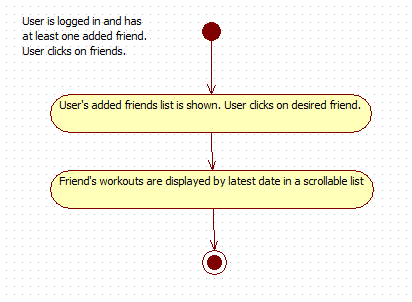 User is logged in and has
at least one added friend.
User clicks on friends.
User's added friends list is shown. User clicks on desired friend.
Friend's workouts are displayed by latest date in a scrollable list